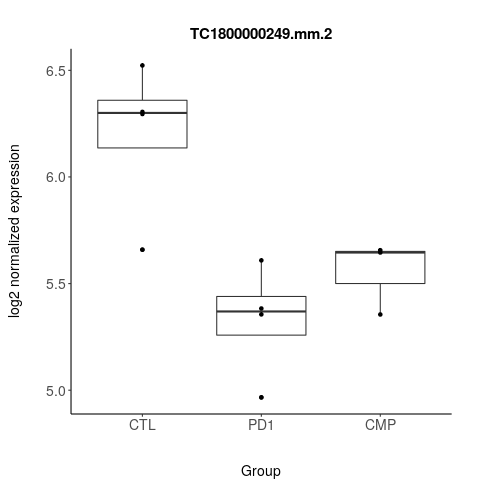 TC1800000249.mm.2
log2 normalized expression
6.5
6.0
5.5
5.0
CTL PD1 CMP
Group